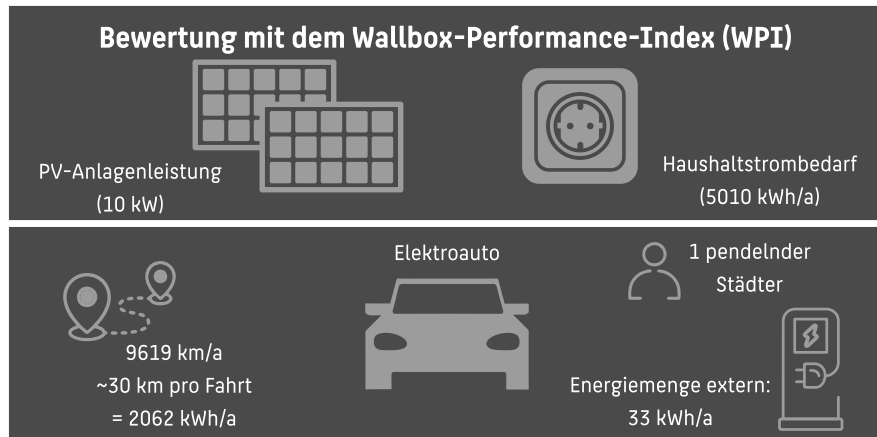 Bewertung mit dem Wallbox-Performance-Index (WPI)
PV-Anlagenleistung
(10 kW)
Haushaltstrombedarf
(5010 kWh/a)
Elektroauto
1 pendelnder
Städter
9619 km/a
~30 km pro Fahrt
= 2062 kWh/a
Energiemenge extern:
33 kWh/a